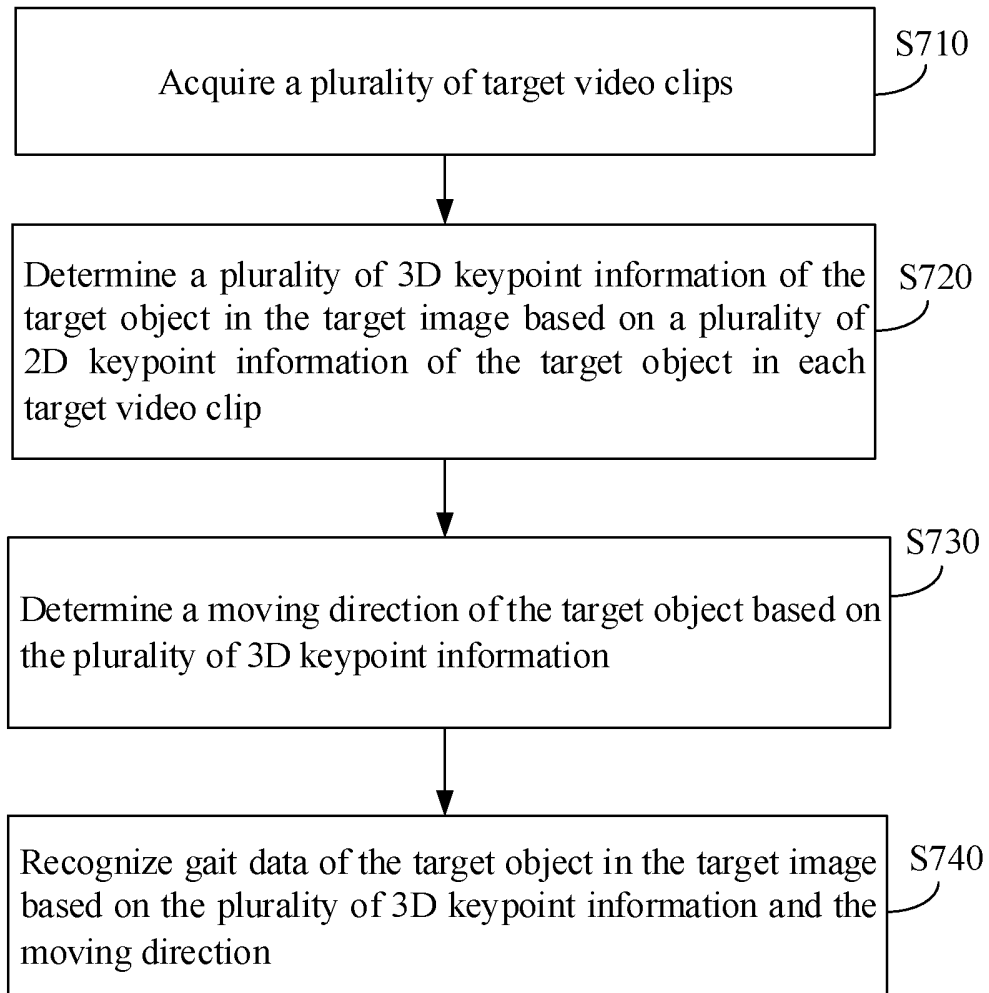 Acquire a plurality of target video clips
S710
Determine a plurality of 3D keypoint information of the
target object in the target image based on a plurality of
2D keypoint information of the target object in each
target video clip
S720
Determine a moving direction of the target object based on
the plurality of 3D keypoint information
S730
Recognize gait data of the target object in the target image
based on the plurality of 3D keypoint information and the
moving direction
S740